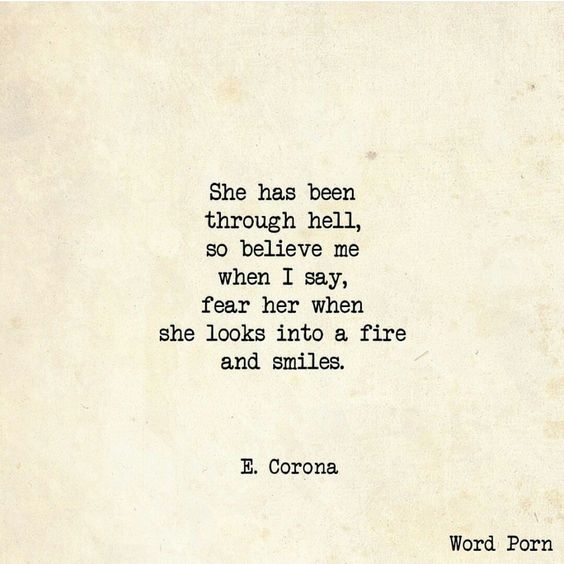 She has been
through hell,
so believe me
when I say,
fear her when
she looks into a fire
and smiles.
E. Corona
Word Porn